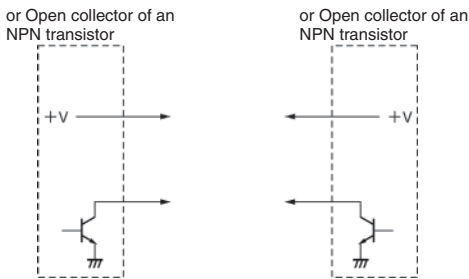 or Open collector of an
NPN transistor
+V
or Open collector of an
NPN transistor
+V